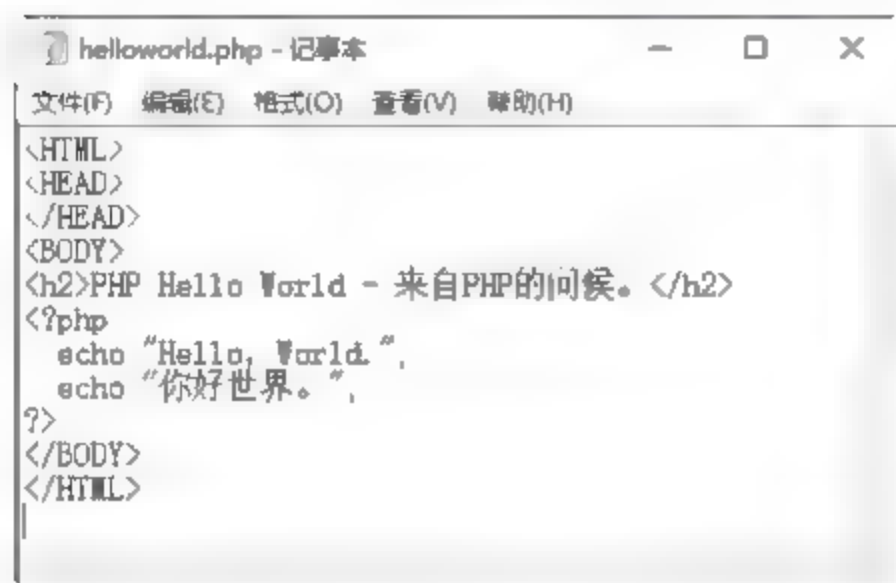 helloworld.php - 记事本
文件(F) 编辑(E) 格式(O) 查看(V) 帮助(H)
<HTML>
<HEAD>
</HEAD>
<BODY>
<h2>PHP Hello World - 来自PHP的问候。</h2>
<?php
echo "Hello, World.";
echo "你好世界。";
?>
</BODY>
</HTML>